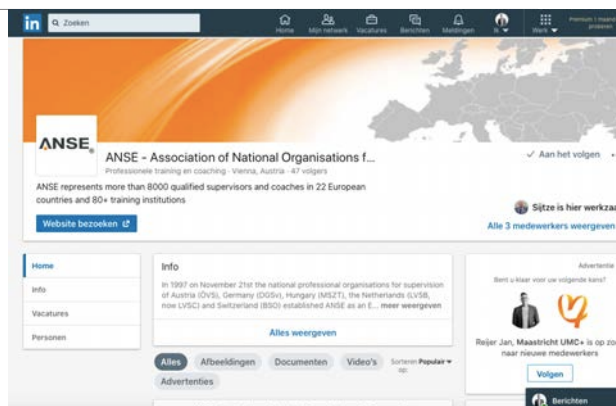 in
Zoeken
Home Mijn netwerk Vacatures Berichten Meldingen Ik Werk Premium 1 maand
proberen
ANSE
ANSE - Association of National Organisations f...
Professionele training en coaching · Vienna, Austria · 47 volgers
Aan het volgen
ANSE represents more than 8000 qualified supervisors and coaches in 22 European
countries and 80+ training institutions
Sijtze is hier werkzaa
Website bezoeken
Alle 3 medewerkers weergeven
Home
Info
Vacatures
Personen
Info
In 1997 on November 21st the national professional organisations for supervision
of Austria (ÖVS), Germany (DGSv), Hungary (MSZT), the Netherlands (LVSB,
now LVSC) and Switzerland (BSO) established ANSE as an E... meer weergeven
Alles weergeven
Alles Afbeeldingen Documenten Video's Sorteren Populair
op:
Advertenties
Advertentie
Bent u klaar voor uw volgende kans?
Reijer Jan, Maastricht UMC+ is op zo
naar nieuwe medewerkers
Volgen
Berichten